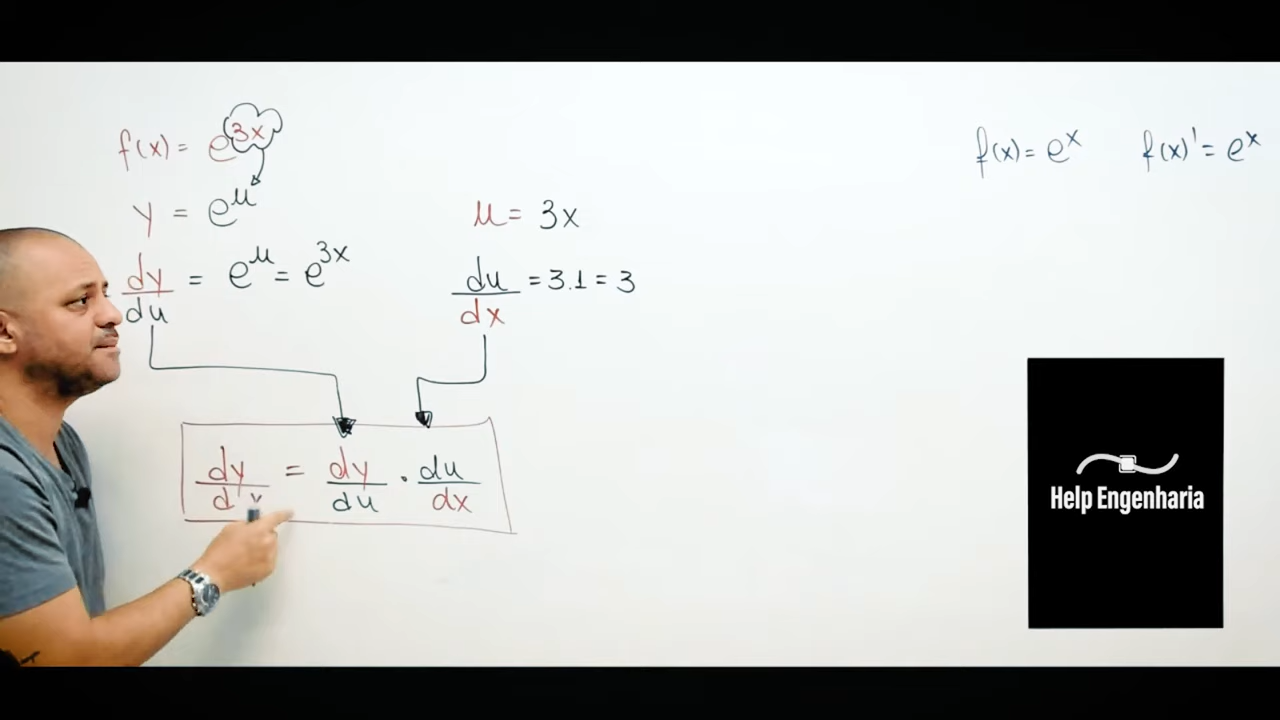 f(x) = e^{3x}
y = e^μ
dy/du = e^μ = e^{3x}
μ = 3x
du/dx = 3.1 = 3
dy/dx = dy/du . du/dx
f(x) = e^x
f(x)' = e^x
Help Engenharia